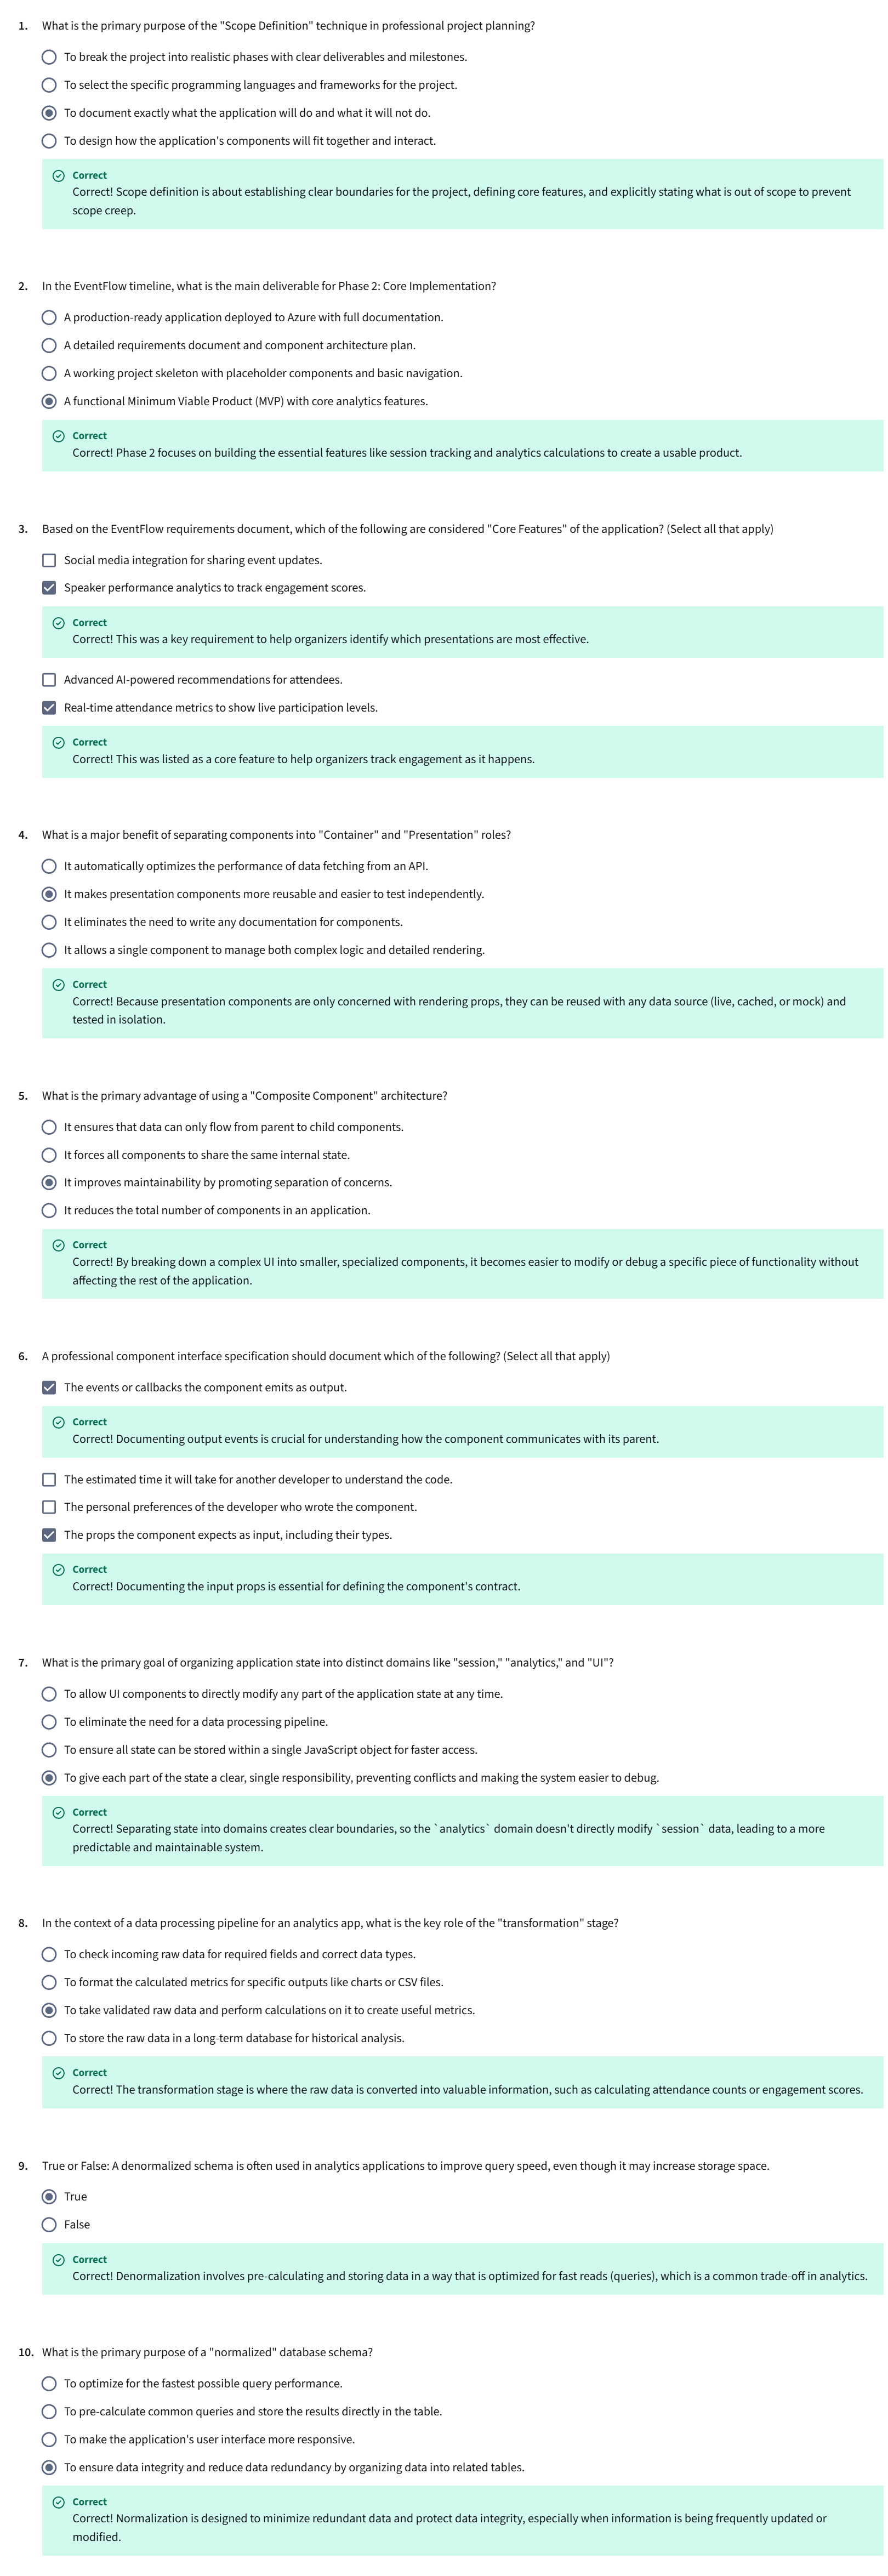 1. What is the primary purpose of the "Scope Definition" technique in professional project planning?
To break the project into realistic phases with clear deliverables and milestones.
To select the specific programming languages and frameworks for the project.
To document exactly what the application will do and what it will not do.
To design how the application's components will fit together and interact.
Correct
Correct! Scope definition is about establishing clear boundaries for the project, defining core features, and explicitly stating what is out of scope to prevent
scope creep.
2. In the EventFlow timeline, what is the main deliverable for Phase 2: Core Implementation?
A production-ready application deployed to Azure with full documentation.
A detailed requirements document and component architecture plan.
A working project skeleton with placeholder components and basic navigation.
A functional Minimum Viable Product (MVP) with core analytics features.
Correct
Correct! Phase 2 focuses on building the essential features like session tracking and analytics calculations to create a usable product.
3. Based on the EventFlow requirements document, which of the following are considered "Core Features" of the application? (Select all that apply)
Social media integration for sharing event updates.
Speaker performance analytics to track engagement scores.
Correct
Correct! This was a key requirement to help organizers identify which presentations are most effective.
Advanced AI-powered recommendations for attendees.
Real-time attendance metrics to show live participation levels.
Correct
Correct! This was listed as a core feature to help organizers track engagement as it happens.
4. What is a major benefit of separating components into "Container" and "Presentation" roles?
It automatically optimizes the performance of data fetching from an API.
It makes presentation components more reusable and easier to test independently.
It eliminates the need to write any documentation for components.
It allows a single component to manage both complex logic and detailed rendering.
Correct
Correct! Because presentation components are only concerned with rendering props, they can be reused with any data source (live, cached, or mock) and
tested in isolation.
5. What is the primary advantage of using a "Composite Component" architecture?
It ensures that data can only flow from parent to child components.
It forces all components to share the same internal state.
It improves maintainability by promoting separation of concerns.
It reduces the total number of components in an application.
Correct
Correct! By breaking down a complex UI into smaller, specialized components, it becomes easier to modify or debug a specific piece of functionality without
affecting the rest of the application.
6. A professional component interface specification should document which of the following? (Select all that apply)
The events or callbacks the component emits as output.
Correct
Correct! Documenting output events is crucial for understanding how the component communicates with its parent.
The estimated time it will take for another developer to understand the code.
The personal preferences of the developer who wrote the component.
The props the component expects as input, including their types.
Correct
Correct! Documenting the input props is essential for defining the component's contract.
7. What is the primary goal of organizing application state into distinct domains like "session," "analytics," and "UI"?
To allow UI components to directly modify any part of the application state at any time.
To eliminate the need for a data processing pipeline.
To ensure all state can be stored within a single JavaScript object for faster access.
To give each part of the state a clear, single responsibility, preventing conflicts and making the system easier to debug.
Correct
Correct! Separating state into domains creates clear boundaries, so the `analytics` domain doesn't directly modify `session` data, leading to a more
predictable and maintainable system.
8. In the context of a data processing pipeline for an analytics app, what is the key role of the "transformation" stage?
To check incoming raw data for required fields and correct data types.
To format the calculated metrics for specific outputs like charts or CSV files.
To take validated raw data and perform calculations on it to create useful metrics.
To store the raw data in a long-term database for historical analysis.
Correct
Correct! The transformation stage is where the raw data is converted into valuable information, such as calculating attendance counts or engagement scores.
9. True or False: A denormalized schema is often used in analytics applications to improve query speed, even though it may increase storage space.
True
False
Correct
Correct! Denormalization involves pre-calculating and storing data in a way that is optimized for fast reads (queries), which is a common trade-off in analytics.
10. What is the primary purpose of a "normalized" database schema?
To optimize for the fastest possible query performance.
To pre-calculate common queries and store the results directly in the table.
To make the application's user interface more responsive.
To ensure data integrity and reduce data redundancy by organizing data into related tables.
Correct
Correct! Normalization is designed to minimize redundant data and protect data integrity, especially when information is being frequently updated or
modified.